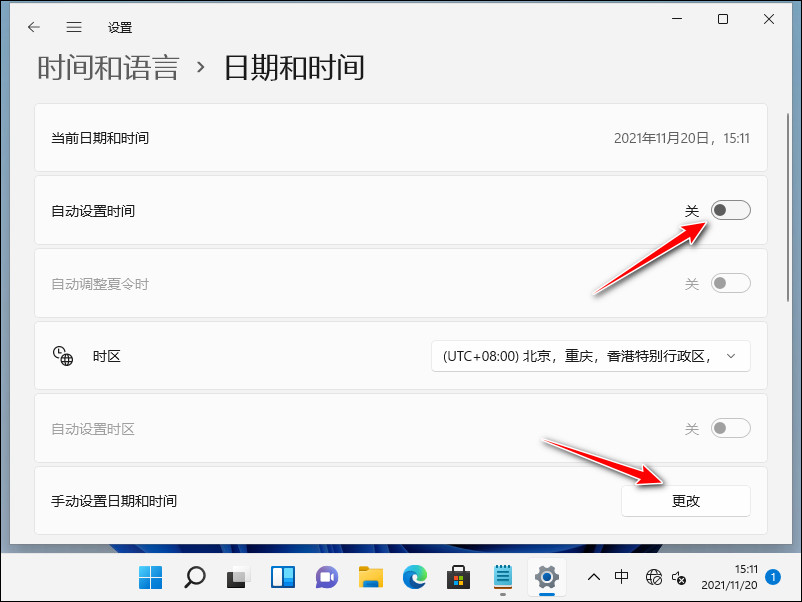 设置
时间和语言 › 日期和时间
当前日期和时间 2021年11月20日，15:11
自动设置时间 关
自动调整夏令时 关
时区 (UTC+08:00) 北京，重庆，香港特别行政区，
自动设置时区 关
手动设置日期和时间 更改
中 15:11
2021/11/20 1